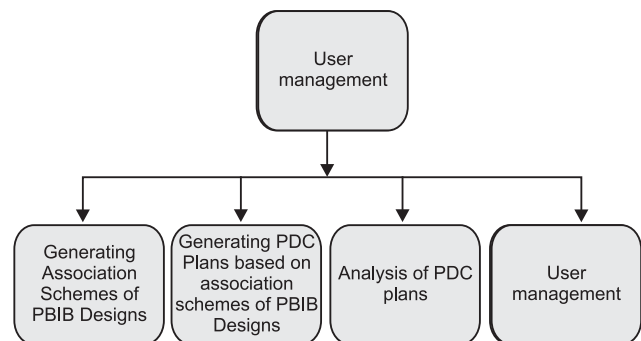 User
management
Generating
Association
Schemes of
PBIB Designs
Generating PDC
Plans based on
association
schemes of PBIB
Designs
Analysis of PDC
plans
User
management